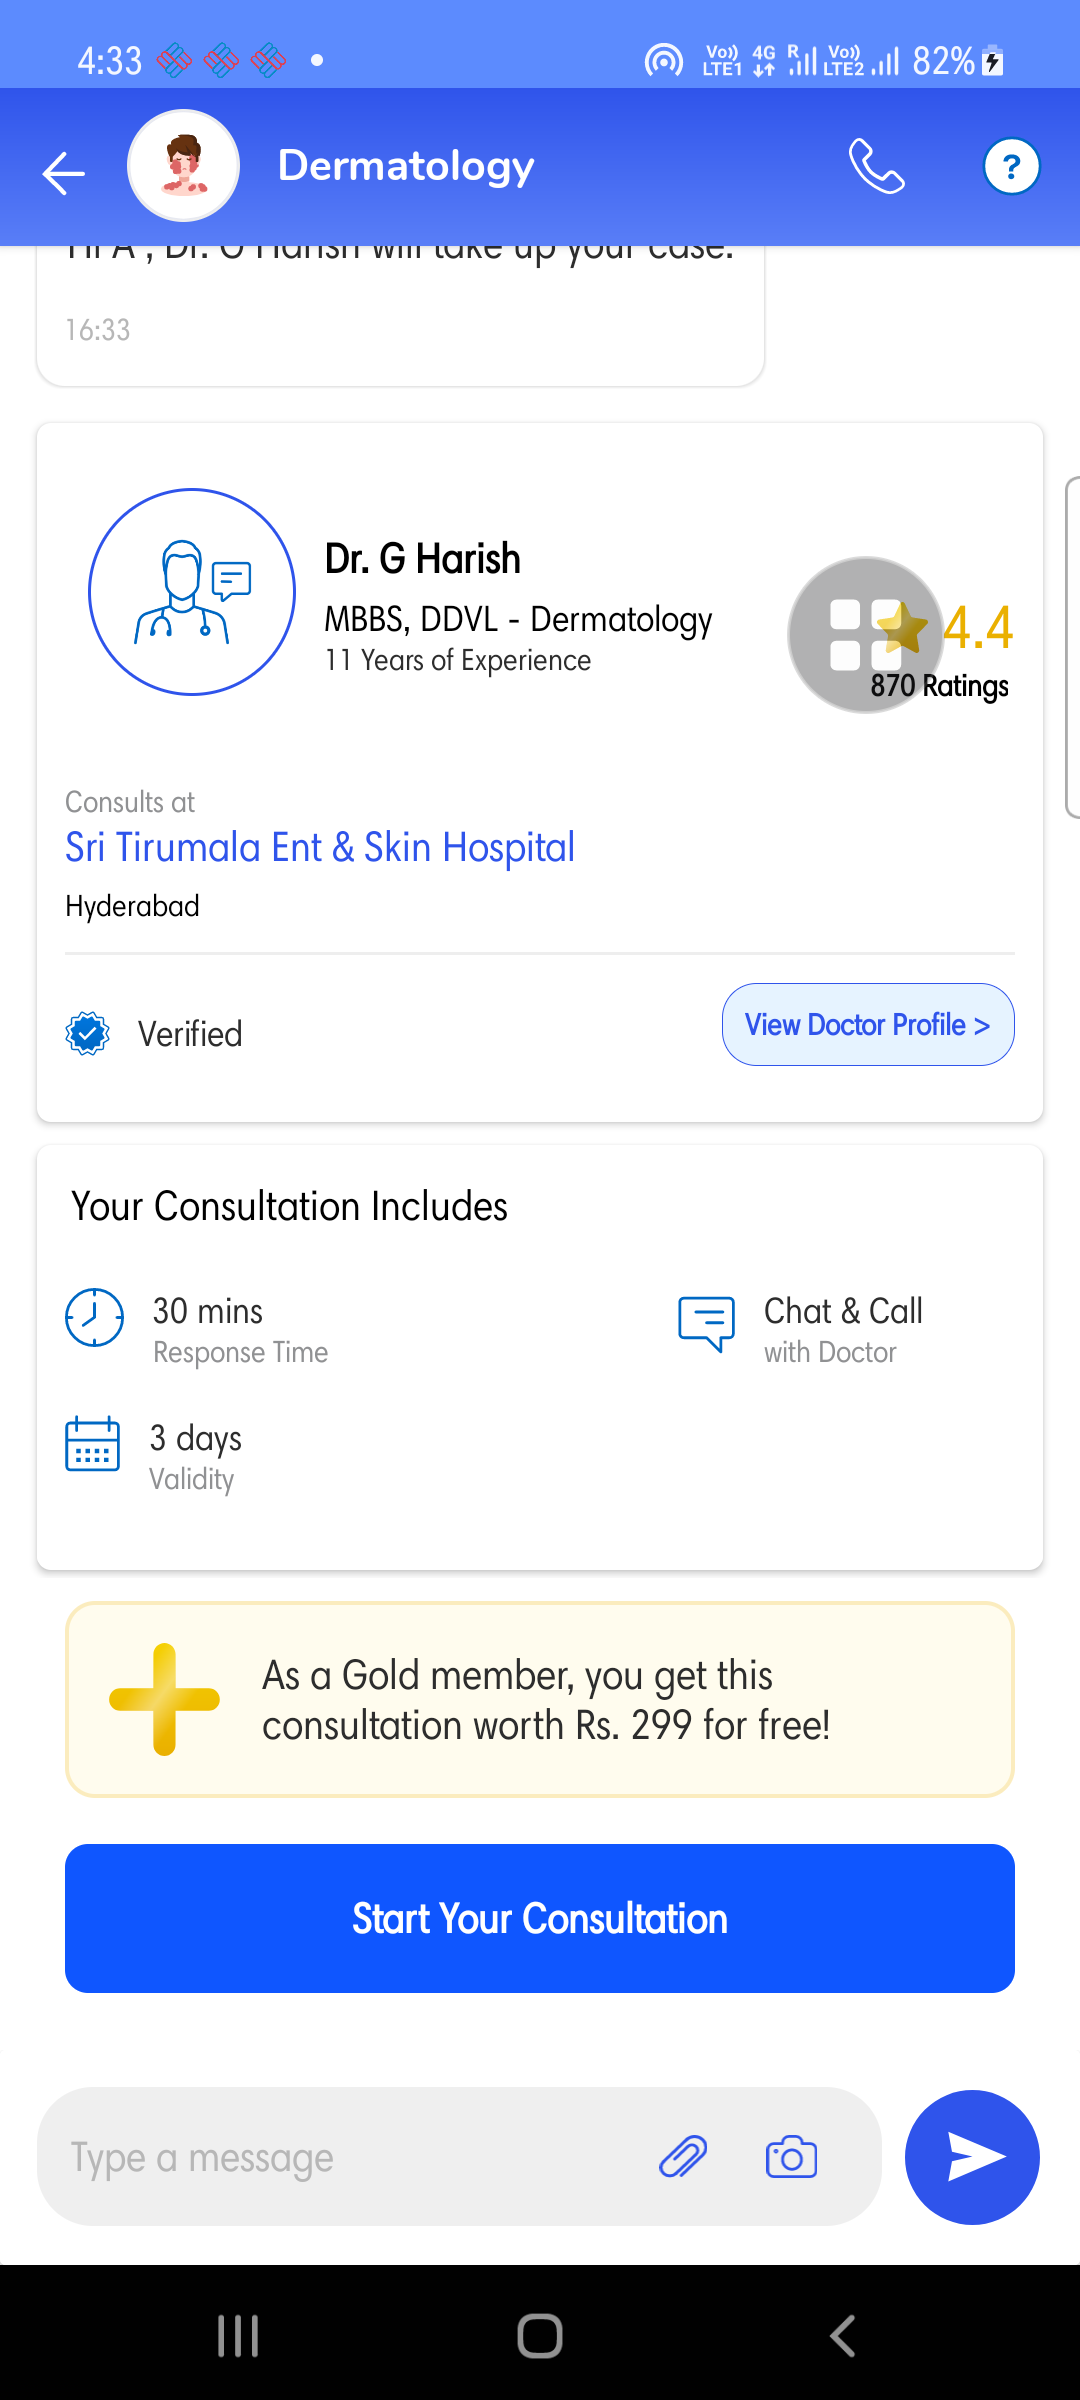 4:33 Vo)) LTE1 4G R Vo)) LTE2 82%
Dermatology
?
Hi A , Dr. G Harish will take up your case.
16:33
Dr. G Harish
MBBS, DDVL - Dermatology
11 Years of Experience
4.4
870 Ratings
Consults at
Sri Tirumala Ent & Skin Hospital
Hyderabad
Verified
View Doctor Profile >
Your Consultation Includes
30 mins
Response Time
Chat & Call
with Doctor
3 days
Validity
As a Gold member, you get this
consultation worth Rs. 299 for free!
Start Your Consultation
Type a message